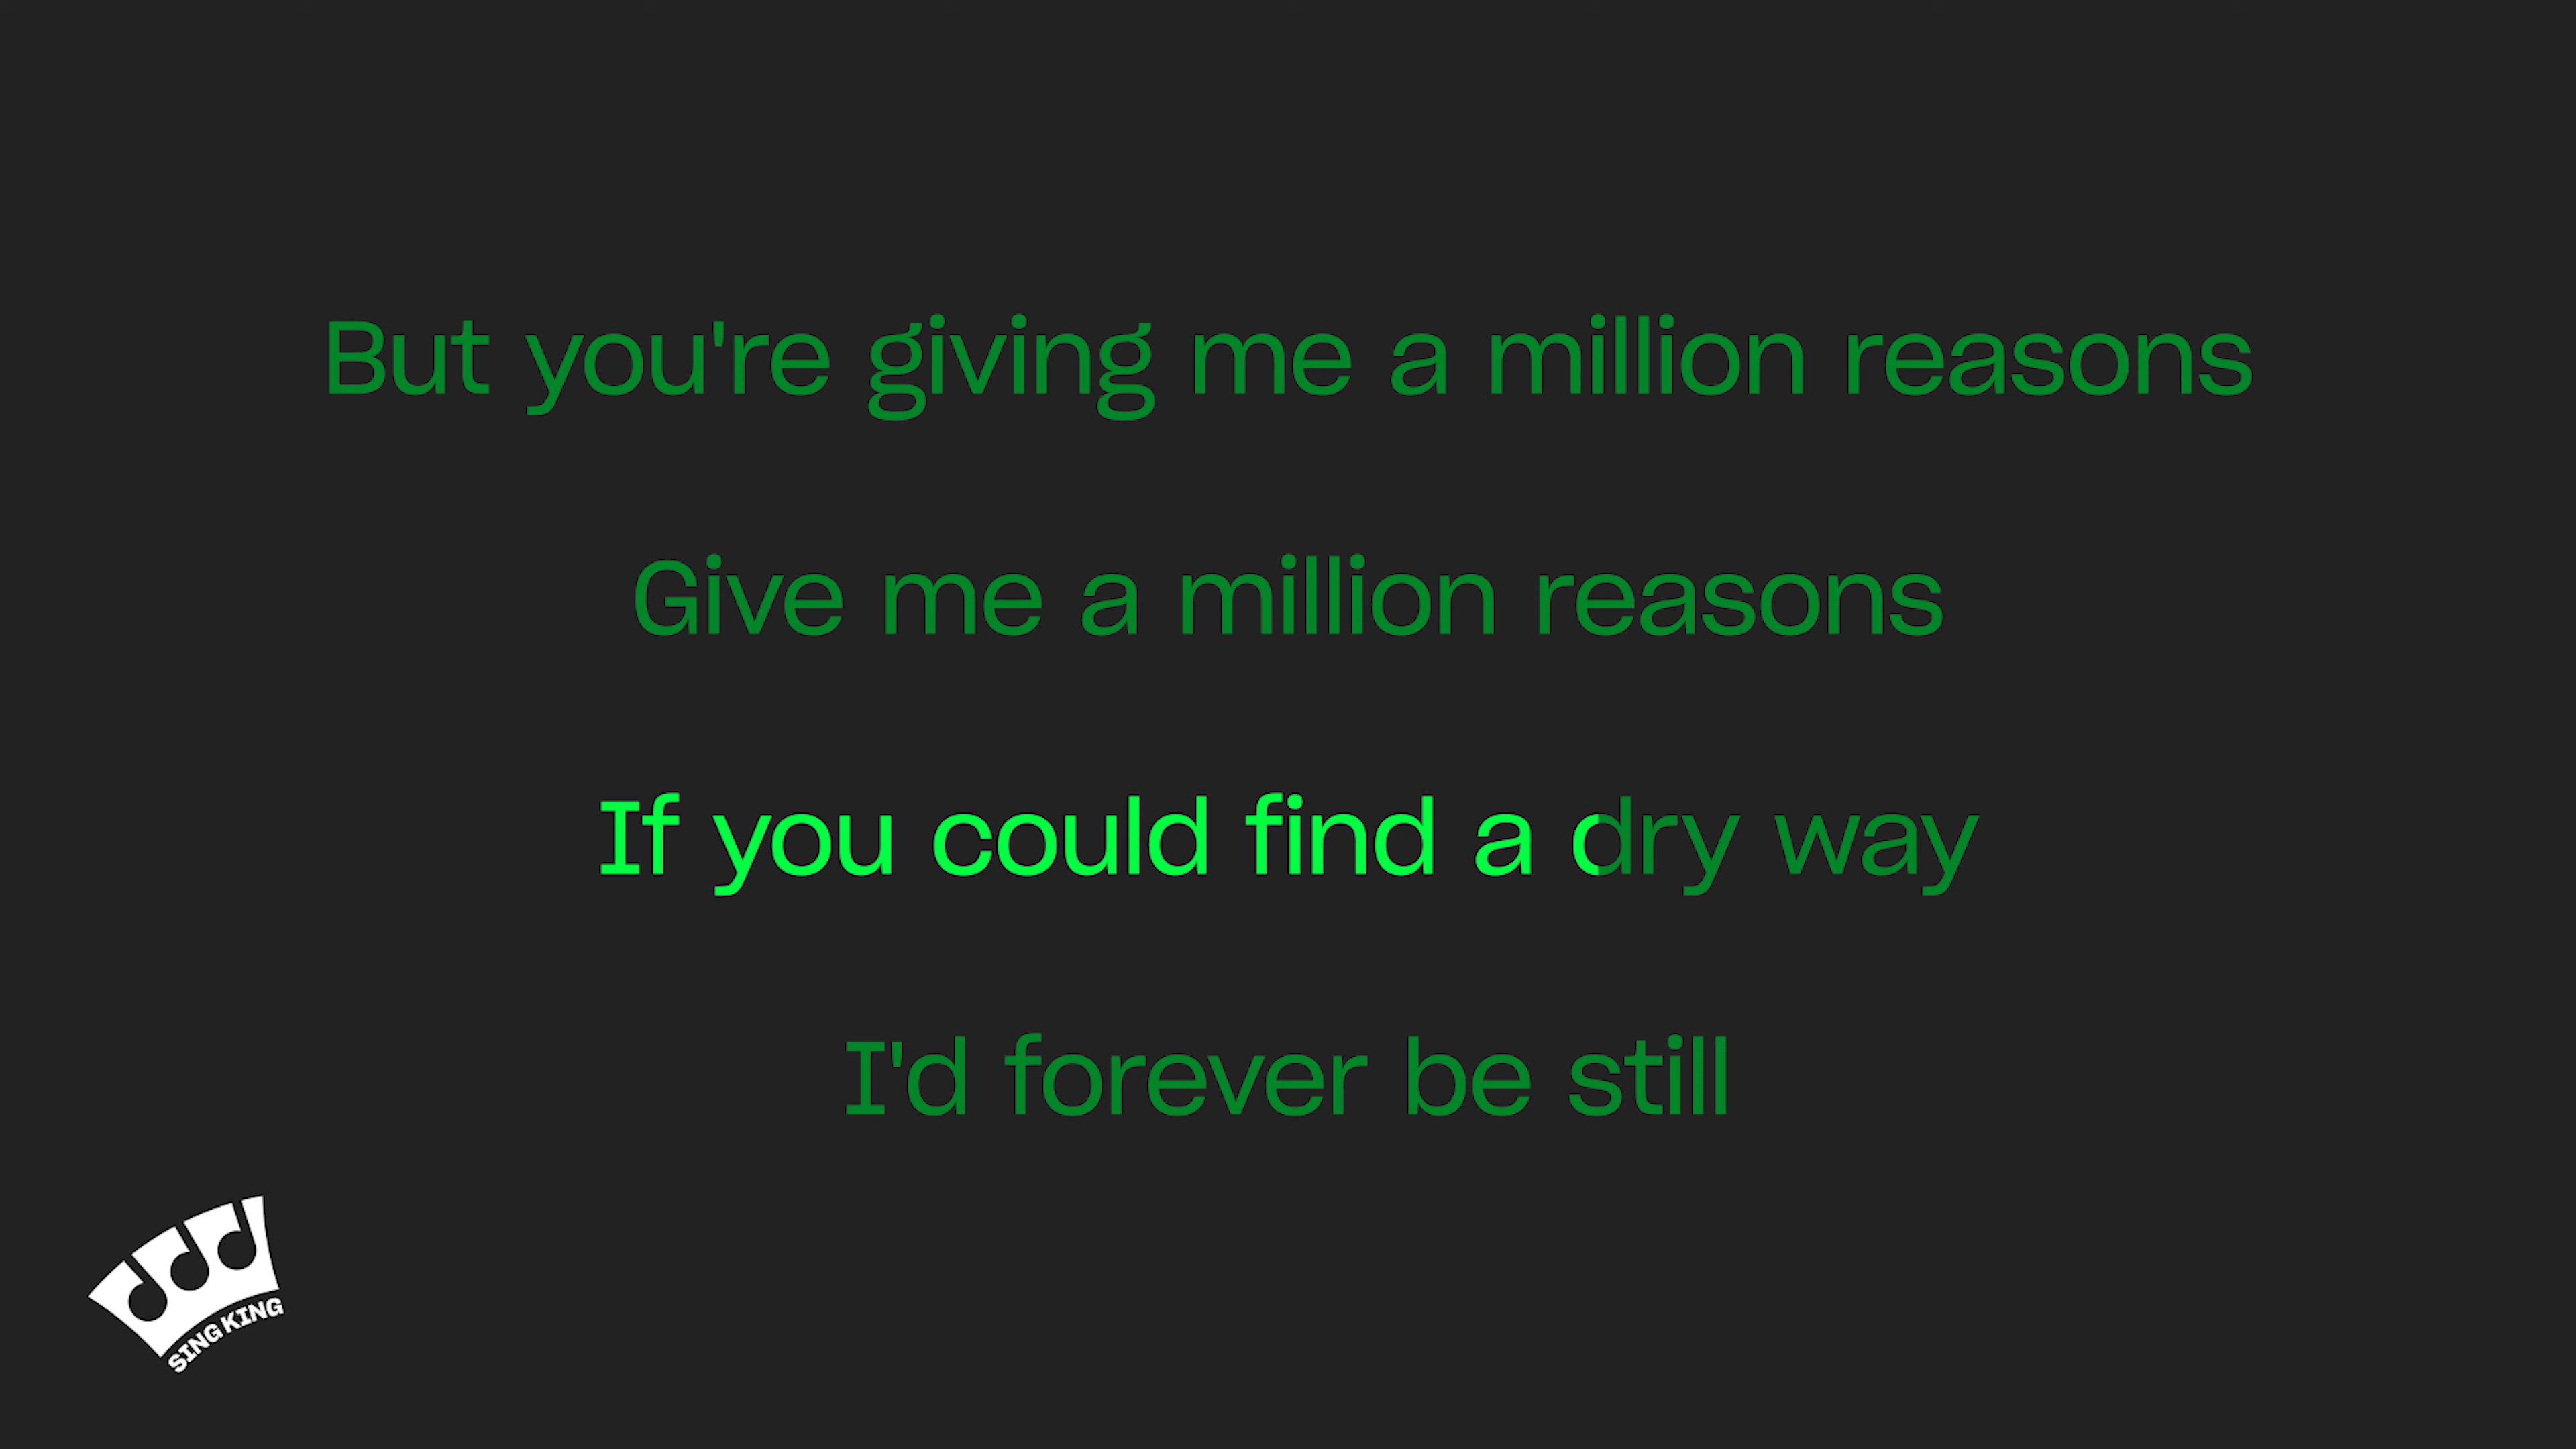 But you're giving me a million reasons
Give me a million reasons
If you could find a dry way
I'd forever be still
SING KING